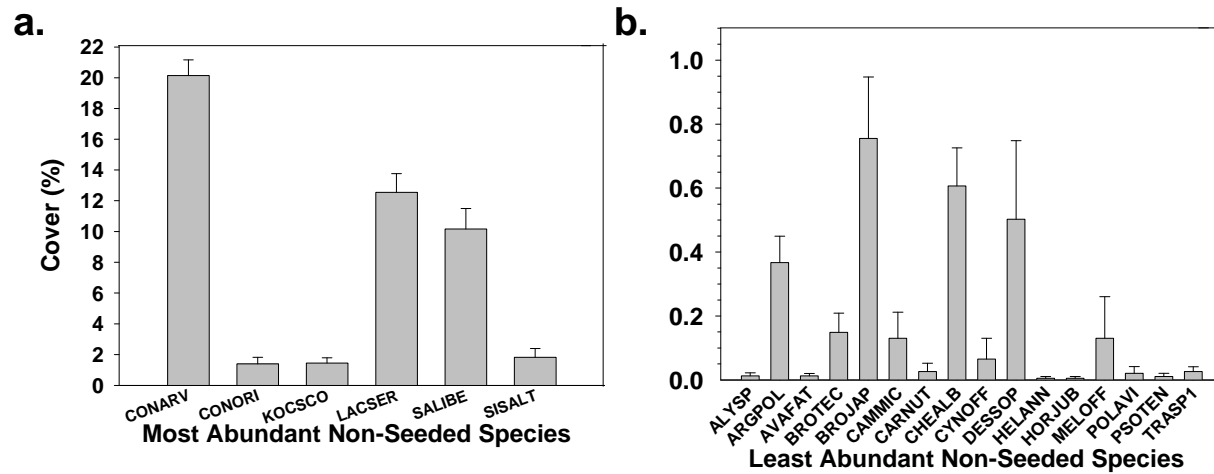 a.
Cover (%)
22
20
18
16
14
12
10
8
6
4
2
0
CONARV
CONORI
KOCSCO
LACSER
SALIBE
SISALT
Most Abundant Non-Seeded Species
b.
1.0
0.8
0.6
0.4
0.2
0.0
ALYSP
ARGPOL
AVAFAT
BROTEC
BROJAP
CAMMIC
CARNUT
CHEALB
CYNOFF
DESSOP
HELANN
HORJUB
MELOFF
POLAVI
PSOTEN
TRASP1
Least Abundant Non-Seeded Species